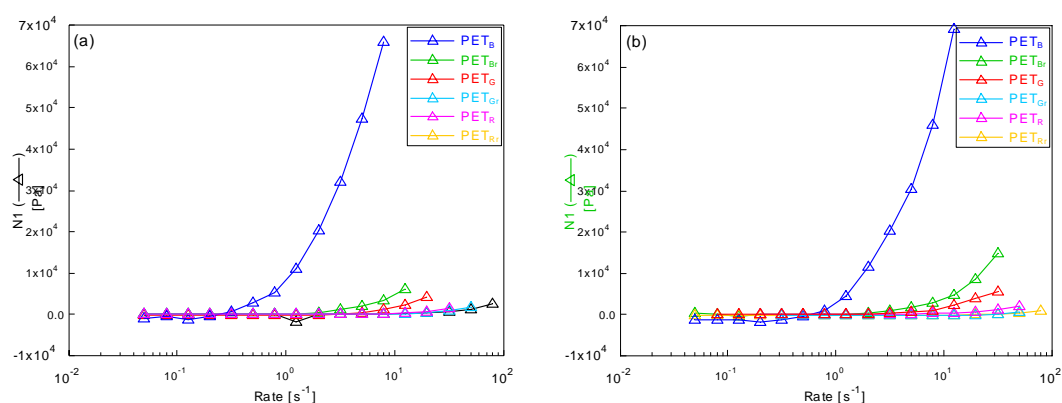 (a)
7x10⁴
6x10⁴
5x10⁴
4x10⁴
3x10⁴
2x10⁴
1x10⁴
0.0
-1x10⁴
N1 (—△—)
[Pa]
10⁻²
10⁻¹
10⁰
10¹
10²
Rate [s⁻¹]
PET_B
PET_Br
PET_G
PET_Gr
PET_R
PET_Rr
(b)
7x10⁴
6x10⁴
5x10⁴
4x10⁴
3x10⁴
2x10⁴
1x10⁴
0.0
-1x10⁴
N1 (—△—)
[Pa]
10⁻²
10⁻¹
10⁰
10¹
10²
Rate [s⁻¹]
PET_B
PET_Br
PET_G
PET_Gr
PET_R
PET_Rr